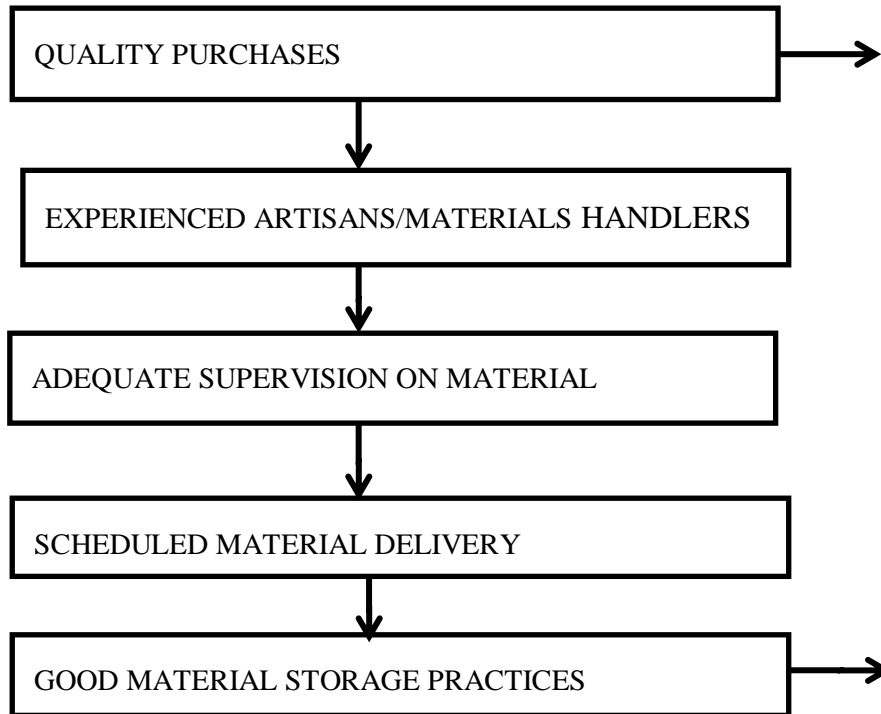 QUALITY PURCHASES
EXPERIENCED ARTISANS/MATERIALS HANDLERS
ADEQUATE SUPERVISION ON MATERIAL
SCHEDULED MATERIAL DELIVERY
GOOD MATERIAL STORAGE PRACTICES